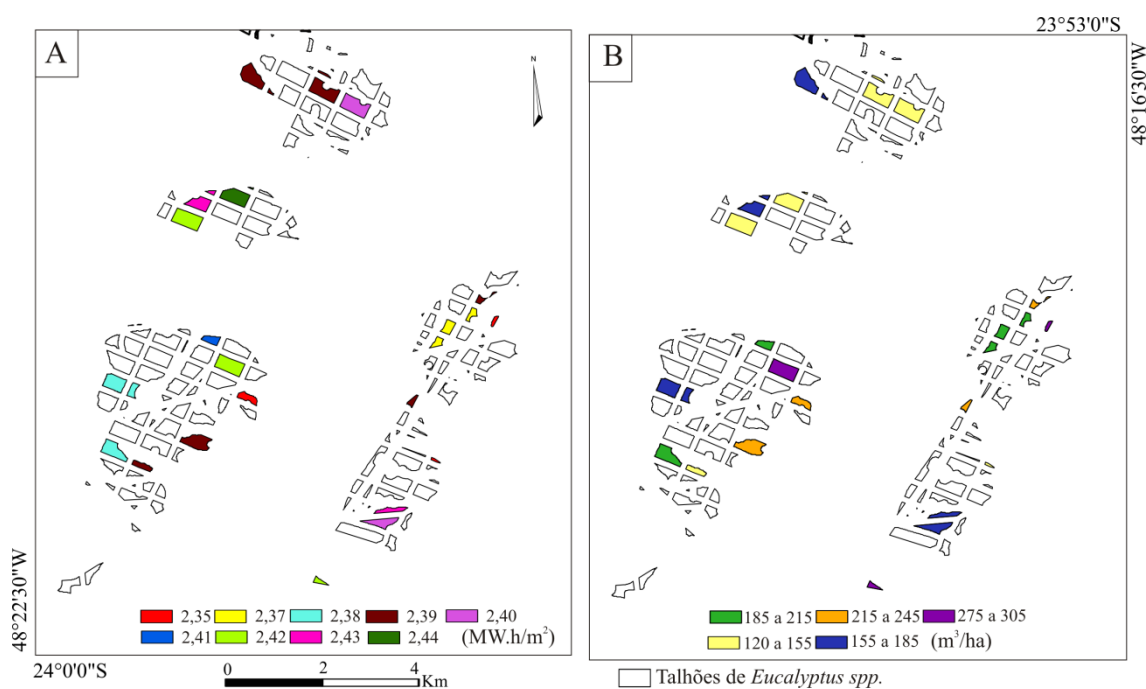 A
N
B
23°53'0"S
48°16'30"W
48°22'30"W
2,35 2,37 2,38 2,39 2,40
2,41 2,42 2,43 2,44 (MW.h/m²)
24°0'0"S
0 2 4
Km
185 a 215 215 a 245 275 a 305
120 a 155 155 a 185 (m³/ha)
Talhões de Eucalyptus spp.